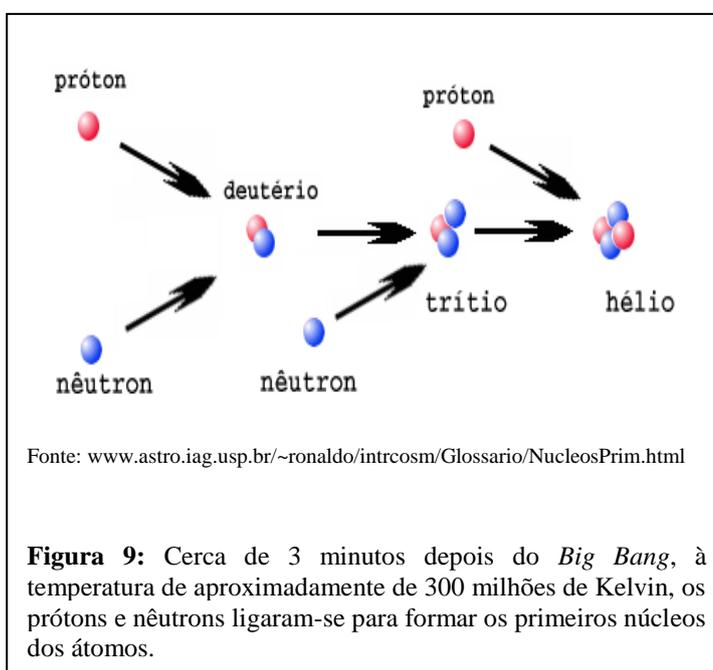 próton
próton
deutério
trítio
hélio
nêutron
nêutron
Fonte: www.astro.iag.usp.br/~ronaldo/intrcosm/Glossario/NucleosPrim.html
Figura 9: Cerca de 3 minutos depois do Big Bang, à
temperatura de aproximadamente de 300 milhões de Kelvin, os
prótons e nêutrons ligaram-se para formar os primeiros núcleos
dos átomos.